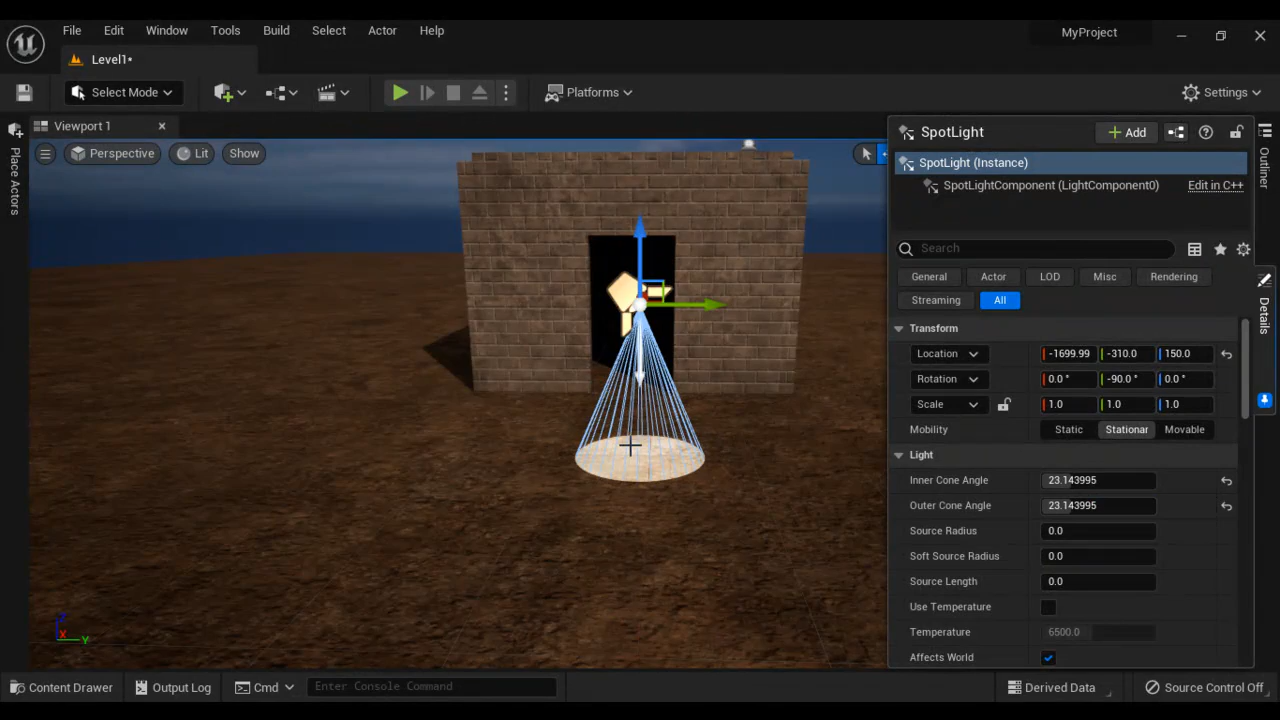 File Edit Window Tools Build Select Actor Help
MyProject
Level1*
Select Mode
Platforms
Settings
Viewport 1
Place Actors
Perspective
Lit
Show
SpotLight
Add
SpotLight (Instance)
SpotLightComponent (LightComponent0) Edit in C++
Search
General Actor LOD Misc Rendering
Streaming All
Transform
Location -1699.99 -310.0 150.0
Rotation 0.0 ° -90.0 ° 0.0 °
Scale 1.0 1.0 1.0
Mobility Static Stationar Movable
Light
Inner Cone Angle 23.143995
Outer Cone Angle 23.143995
Source Radius 0.0
Soft Source Radius 0.0
Source Length 0.0
Use Temperature
Temperature 6500.0
Affects World
Outliner
Details
Z
X
Y
Content Drawer Output Log Cmd Enter Console Command Derived Data Source Control Off